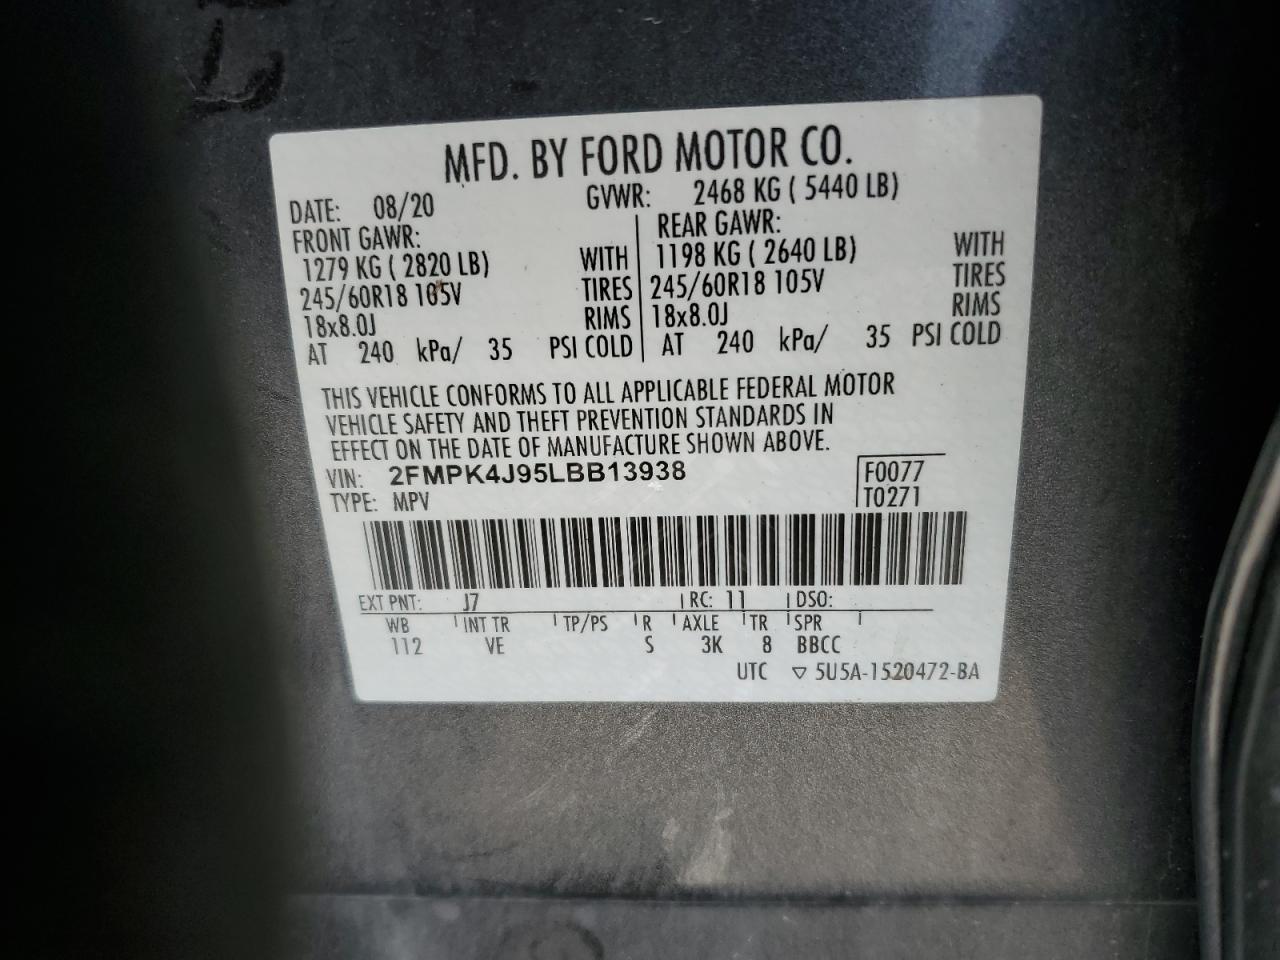 MFD. BY FORD MOTOR CO.
DATE: 08/20 GVWR: 2468 KG ( 5440 LB)
FRONT GAWR: REAR GAWR:
1279 KG ( 2820 LB) WITH 1198 KG ( 2640 LB) WITH
245/60R18 105V TIRES 245/60R18 105V TIRES
18x8.0J RIMS 18x8.0J RIMS
AT 240 kPa/ 35 PSI COLD AT 240 kPa/ 35 PSI COLD
THIS VEHICLE CONFORMS TO ALL APPLICABLE FEDERAL MOTOR
VEHICLE SAFETY AND THEFT PREVENTION STANDARDS IN
EFFECT ON THE DATE OF MANUFACTURE SHOWN ABOVE.
VIN: 2FMPK4J95LBB13938 F0077
TYPE: MPV T0271
EXT PNT: J7 RC: 11 DSO:
WB INT TR TP/PS R AXLE TR SPR
112 VE S 3K 8 BBCC
UTC ▽ 5U5A-1520472-BA